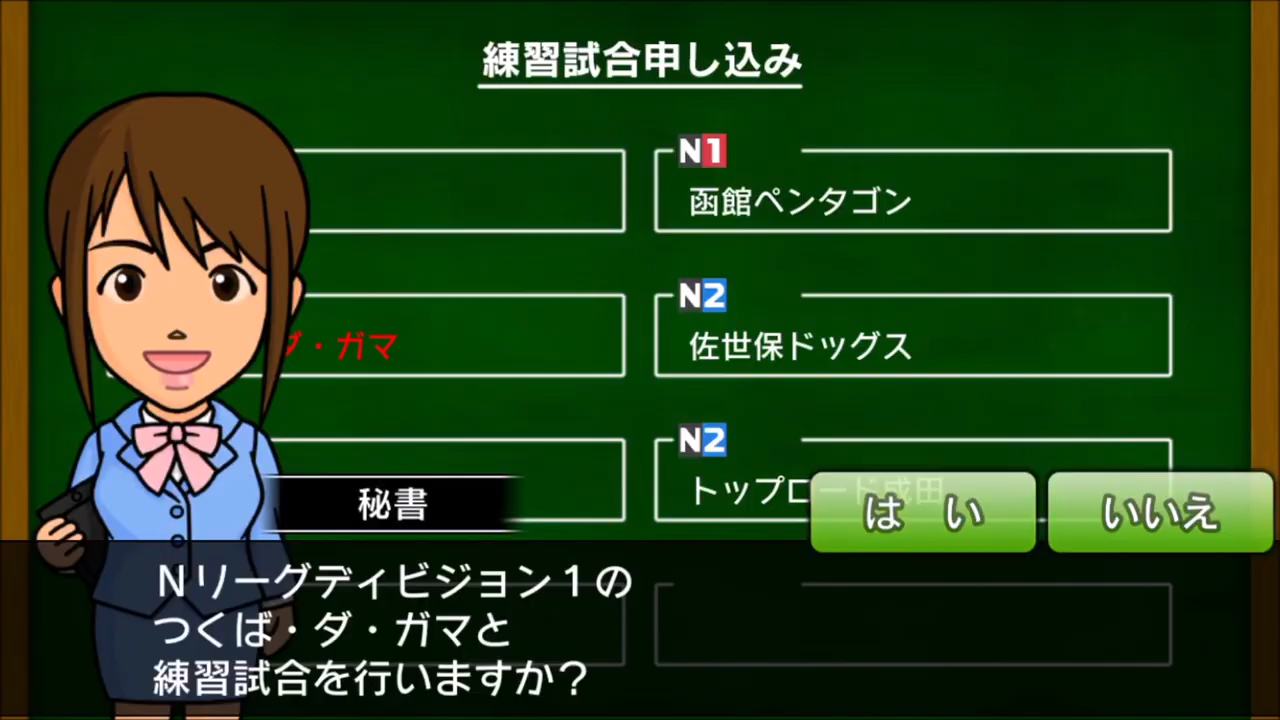 練習試合申し込み
N1
函館ペンタゴン
N2
ダ・ガマ
佐世保ドッグス
N2
トップロード成田
秘書
は い
いいえ
Nリーグディビジョン1の
つくば・ダ・ガマと
練習試合を行いますか?